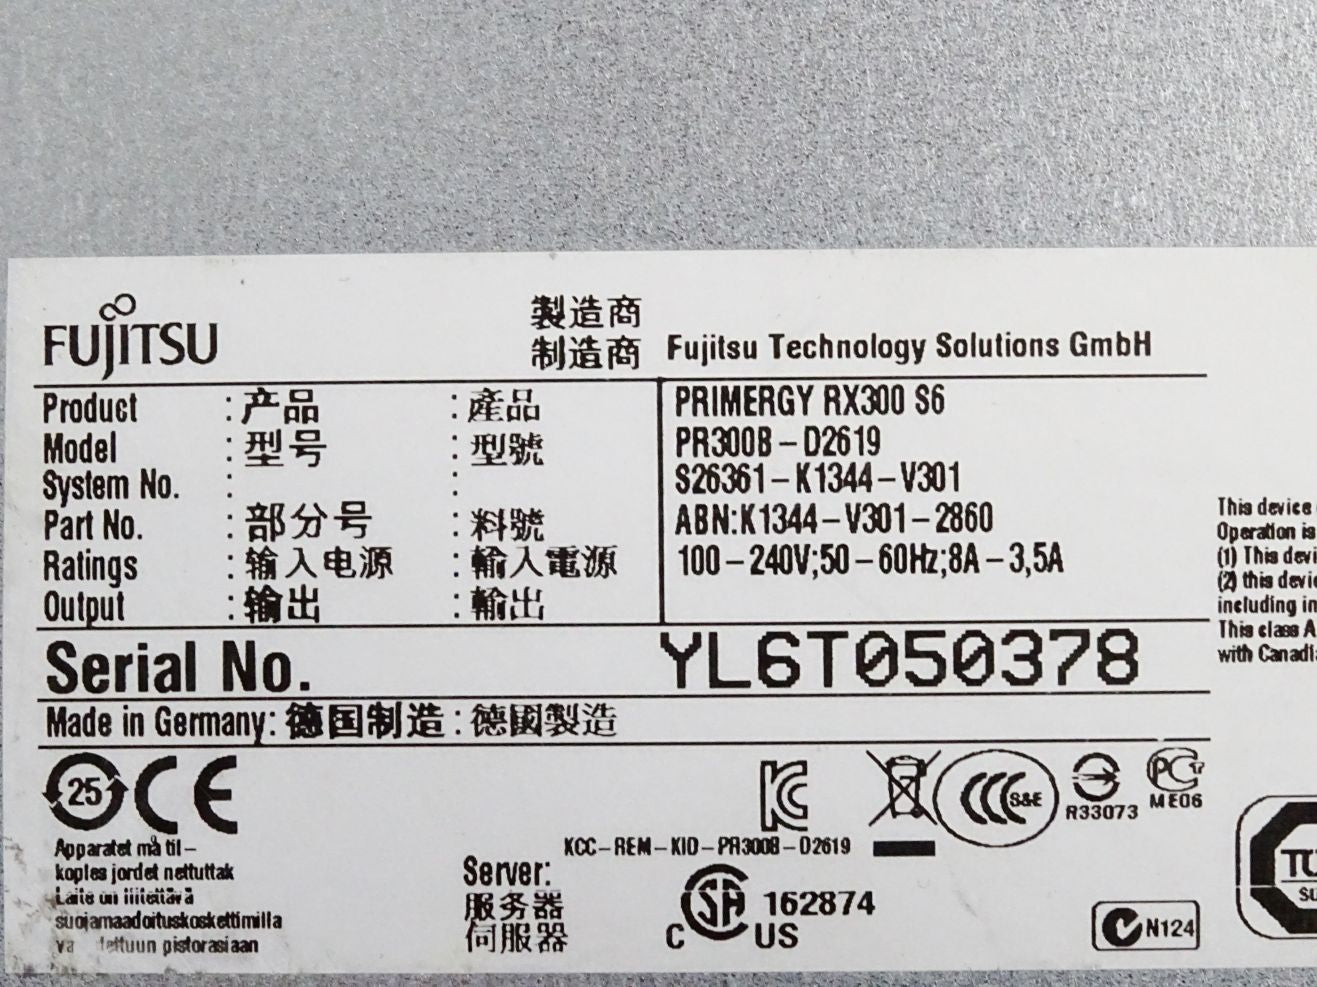 FUJITSU
製造商
制造商 Fujitsu Technology Solutions GmbH
Product : 产品 : 產品 PRIMERGY RX300 S6
Model : 型号 : 型號 PR300B-D2619
System No. : : S26361-K1344-V301
Part No. : 部分号 : 料號 ABN:K1344-V301-2860
Ratings : 输入电源 : 輸入電源 100-240V;50-60Hz;8A-3,5A
Output : 输出 : 輸出
Serial No. YL6T050378
Made in Germany: 德国制造 : 德國製造
25 CE
Apparatet må til-
koples jordet nettuttak
Laite on liitettävä
suojamaadoituskoskettimilla
pistorasiaan
KCC-REM-KID-PR300B-D2619
Server:
服务器
伺服器
C SA 162874
C US
CCC S&E
R33073
PCT
ME06
N124
This device
Operation is
(1) This devi
(2) this devic
including in
This class A
with Canadi
TÜ
SU